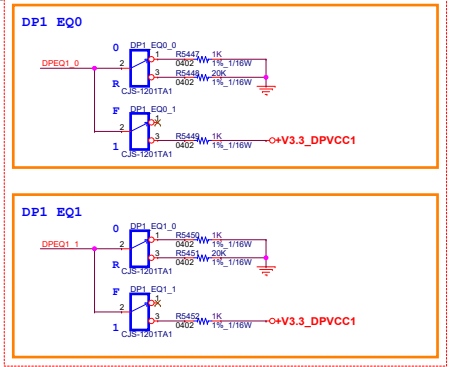 DP1 EQ0
0 DP1_EQ0_0
DPEQ1_0 2 1 R5447 1K
0402 1%_1/16W
3 R5448 20K
R 0402 1%_1/16W
CJS-1201TA1
F DP1_EQ0_1
1
2
3 R5449 1K +V3.3_DPVCC1
1 0402 1%_1/16W
CJS-1201TA1
DP1 EQ1
0 DP1_EQ1_0
DPEQ1_1 2 1 R5450 1K
0402 1%_1/16W
3 R5451 20K
R 0402 1%_1/16W
CJS-1201TA1
F DP1_EQ1_1
1
2
3 R5452 1K +V3.3_DPVCC1
1 0402 1%_1/16W
CJS-1201TA1